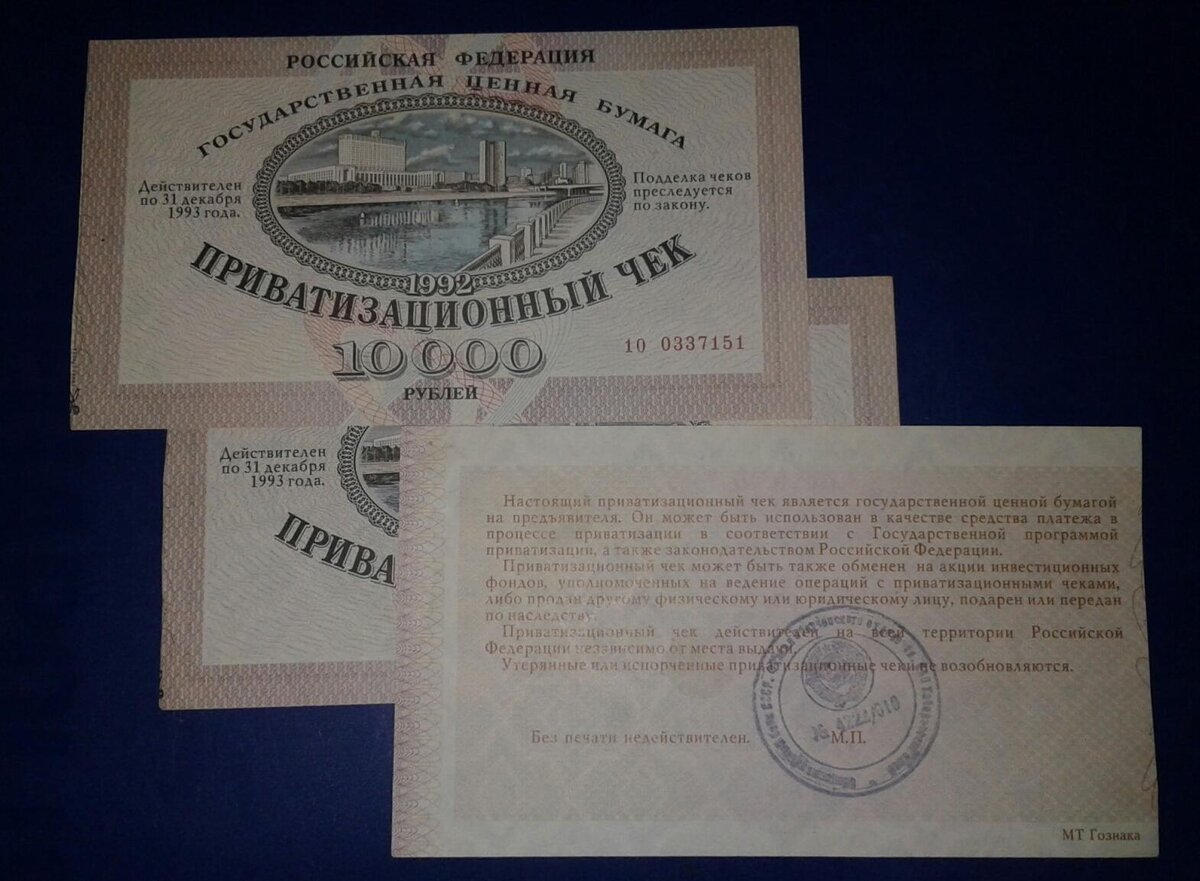 РОССИЙСКАЯ ФЕДЕРАЦИЯ
ГОСУДАРСТВЕННАЯ ЦЕННАЯ БУМАГА
Действителен
по 31 декабря
1993 года.
Подделка чеков
преследуется
по закону.
1992
ПРИВАТИЗАЦИОННЫЙ ЧЕК
10 000
РУБЛЕЙ
10 0337151
Действителен
по 31 декабря
1993 года.
ПРИВА
Настоящий приватизационный чек является государственной ценной бумагой
на предъявителя. Он может быть использован в качестве средства платежа в
процессе приватизации в соответствии с Государственной программой
приватизации, а также законодательством Российской Федерации.
Приватизационный чек может быть также обменен на акции инвестиционных
фондов, уполномоченных на ведение операций с приватизационными чеками,
либо продан другому физическому или юридическому лицу, подарен или передан
по наследству.
Приватизационный чек действителен на всей территории Российской
Федерации независимо от места выдачи.
Утерянные или испорченные приватизационные чеки не возобновляются.
Без печати недействителен.
М.П.
МТ Гознака